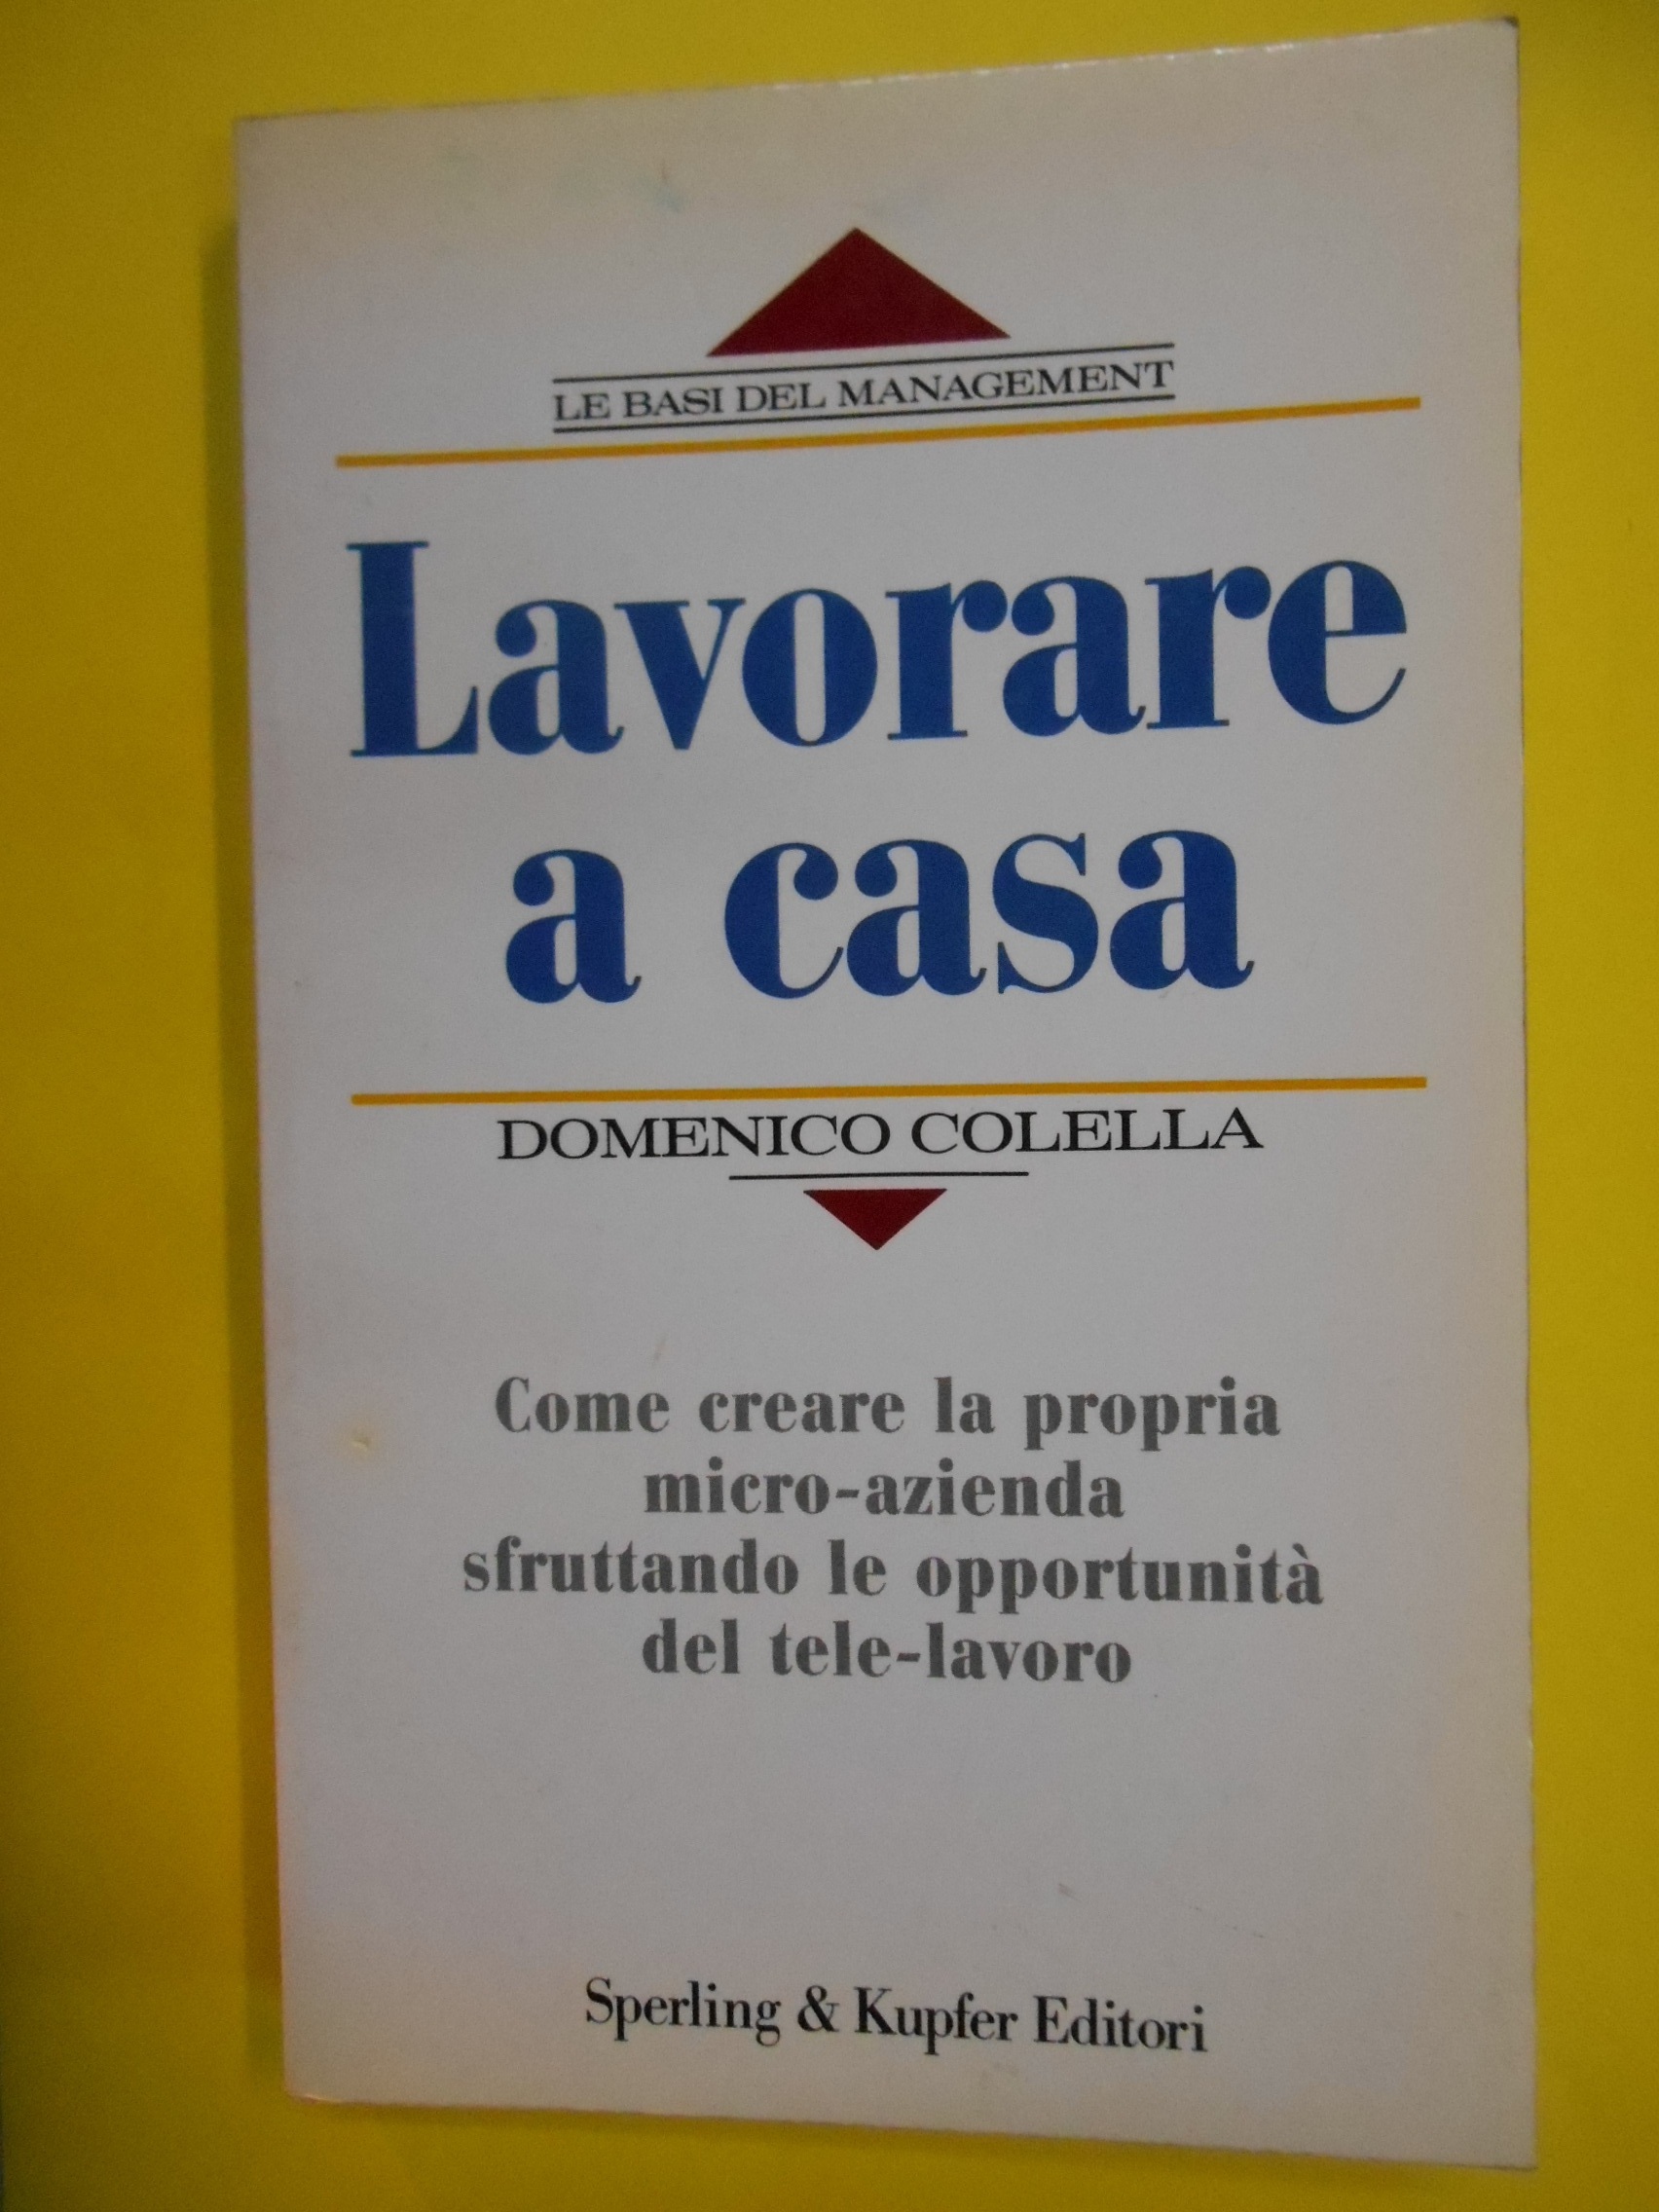 LE BASI DEL MANAGEMENT
Lavorare
a casa
DOMENICO COLELLA
Come creare la propria
micro-azienda
sfruttando le opportunità
del tele-lavoro
Sperling & Kupfer Editori